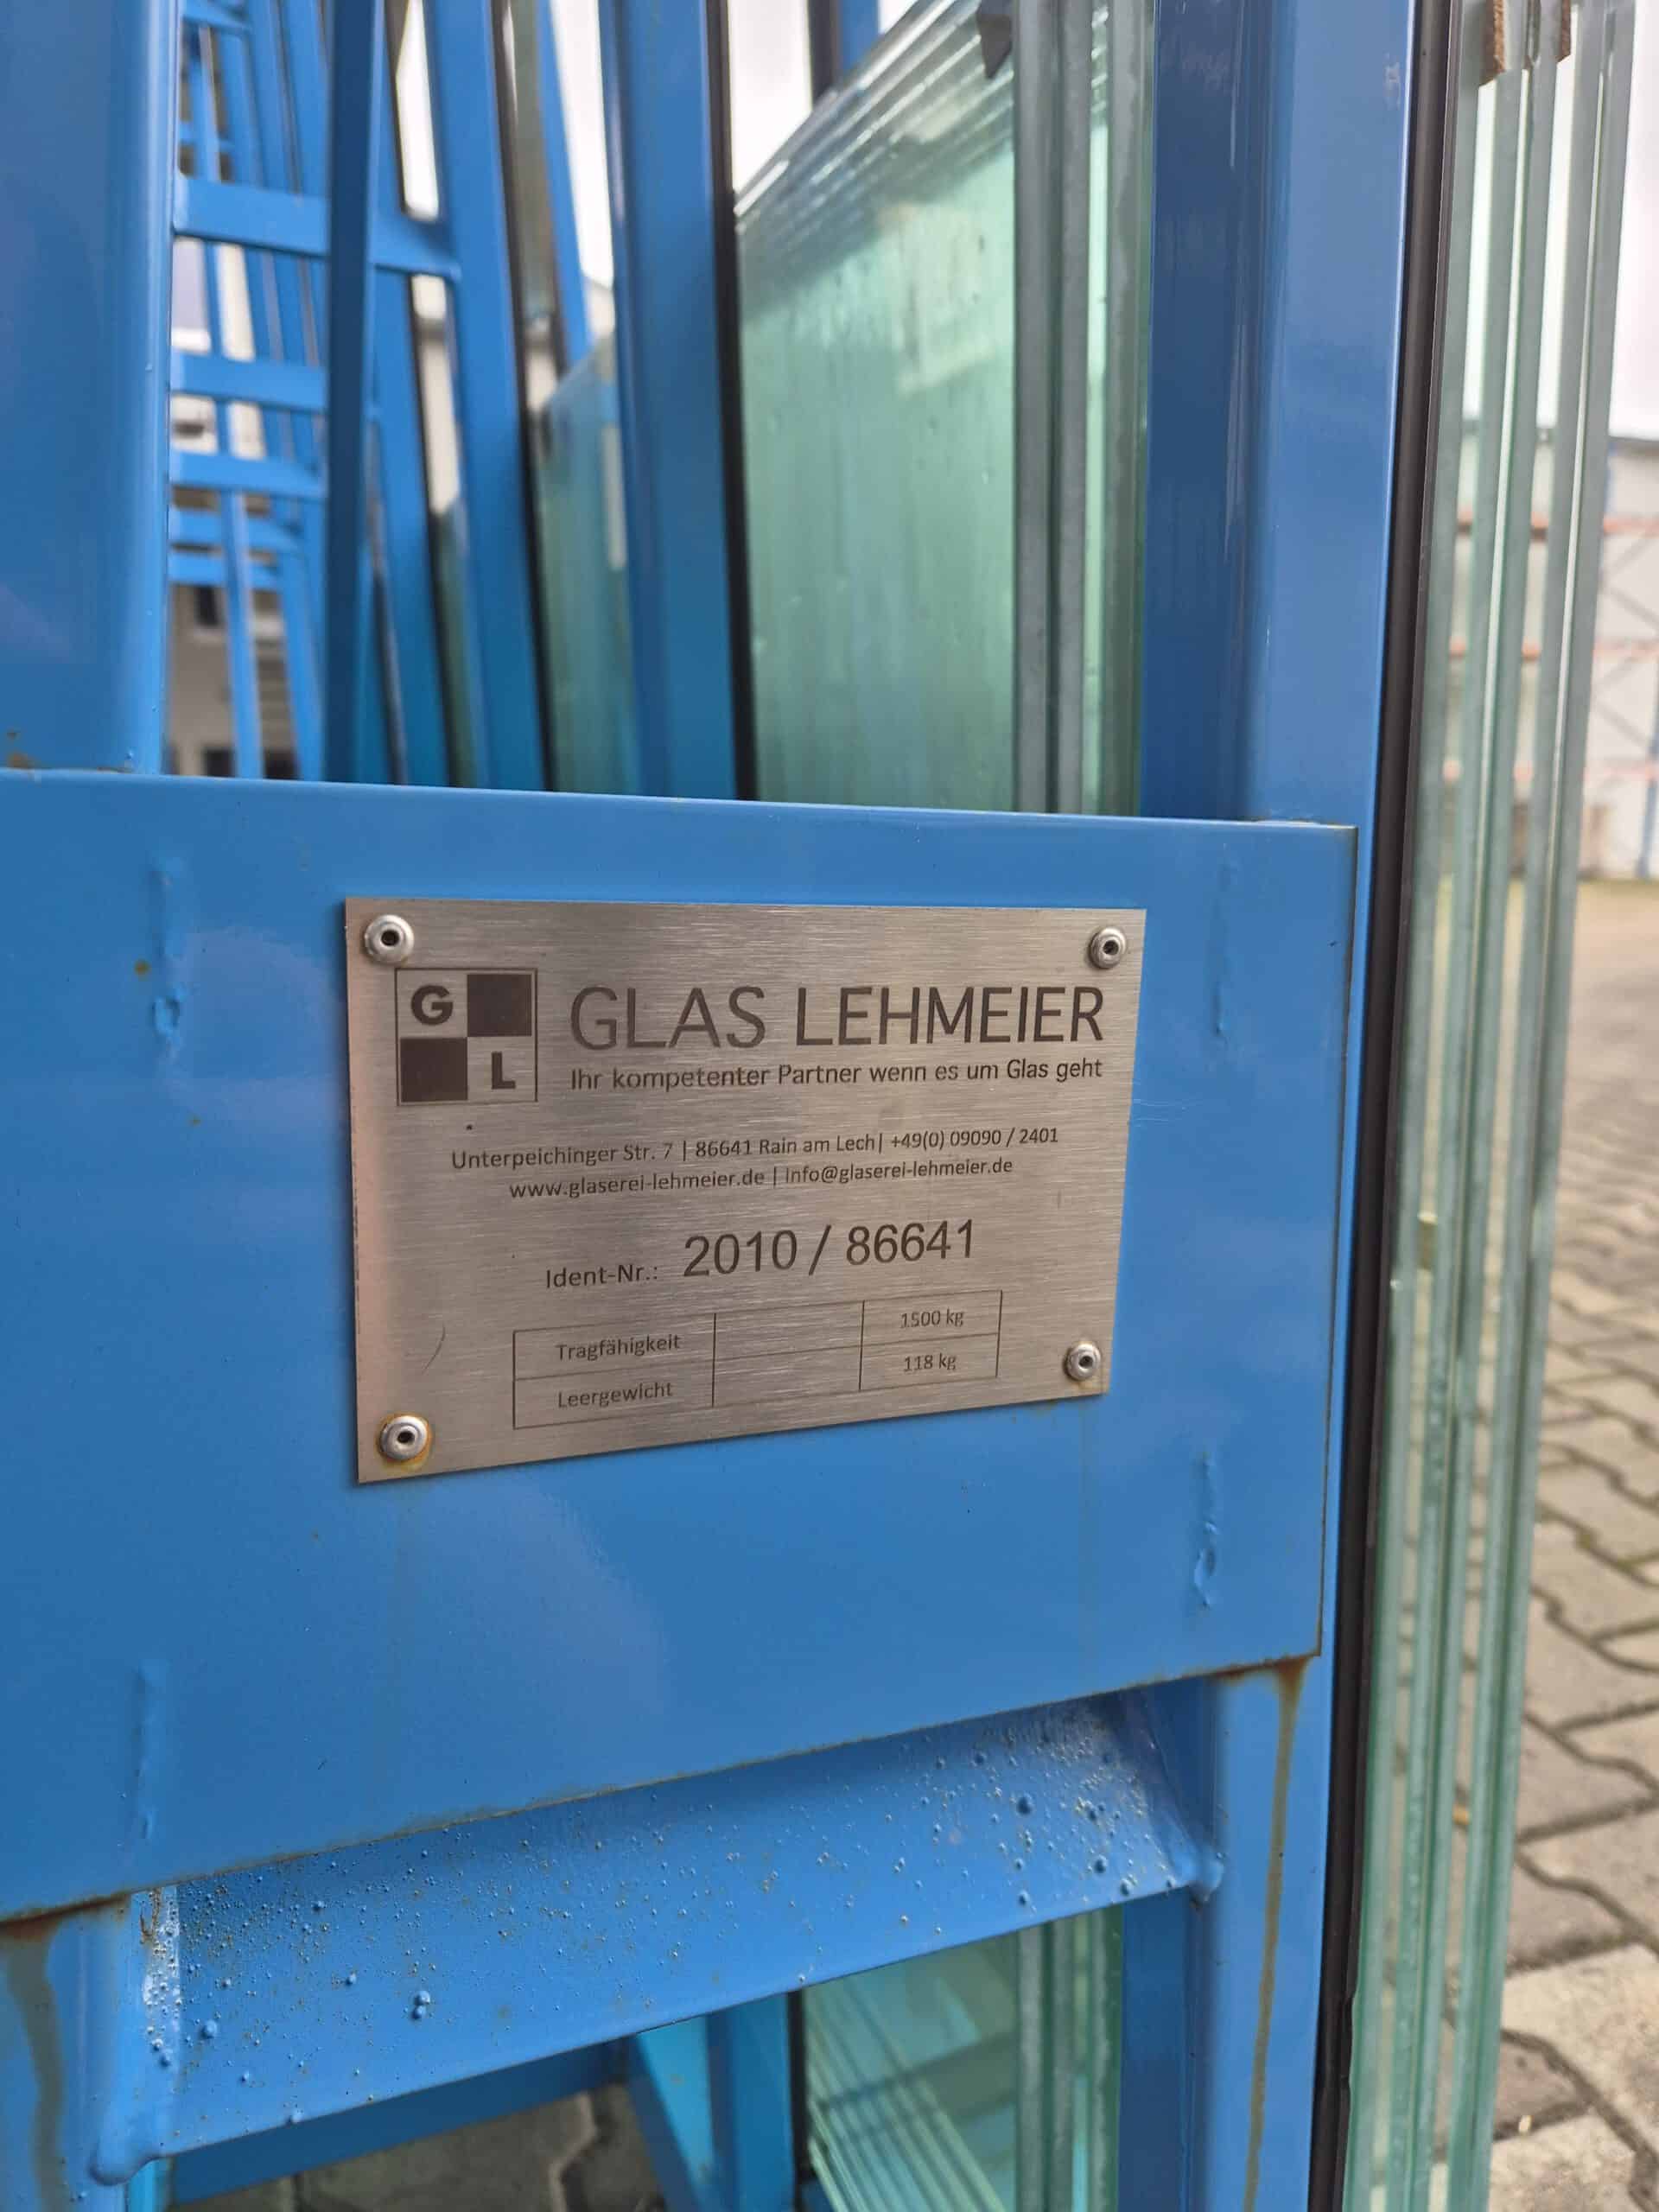 G
L
GLAS LEHMEIER
Ihr kompetenter Partner wenn es um Glas geht
Unterpeichinger Str. 7 | 86641 Rain am Lech| +49(0) 09090 / 2401
www.glaserei-lehmeier.de | info@glaserei-lehmeier.de
Ident-Nr.: 2010 / 86641
Tragfähigkeit 1500 kg
Leergewicht 118 kg